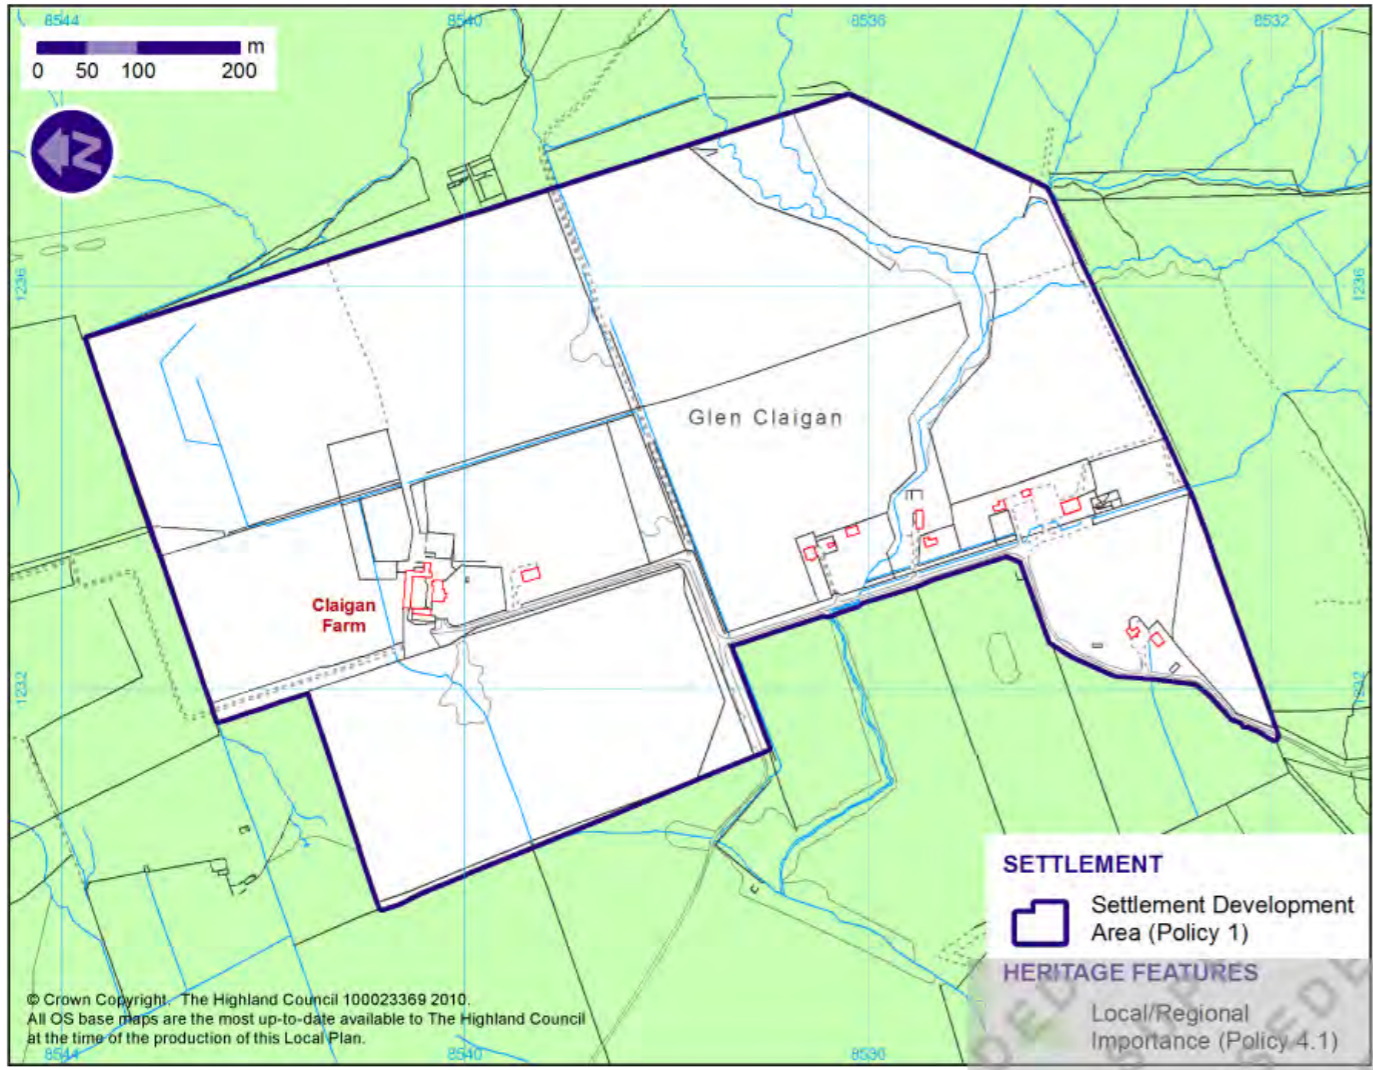 8544
8540
8536
8532
m
0 50 100 200
N
1236
1236
Glen Claigan
Claigan
Farm
1232
1232
SETTLEMENT
Settlement Development
Area (Policy 1)
HERITAGE FEATURES
Local/Regional
Importance (Policy 4.1)
© Crown Copyright. The Highland Council 100023369 2010.
All OS base maps are the most up-to-date available to The Highland Council
at the time of the production of this Local Plan.
8544
8540
8530